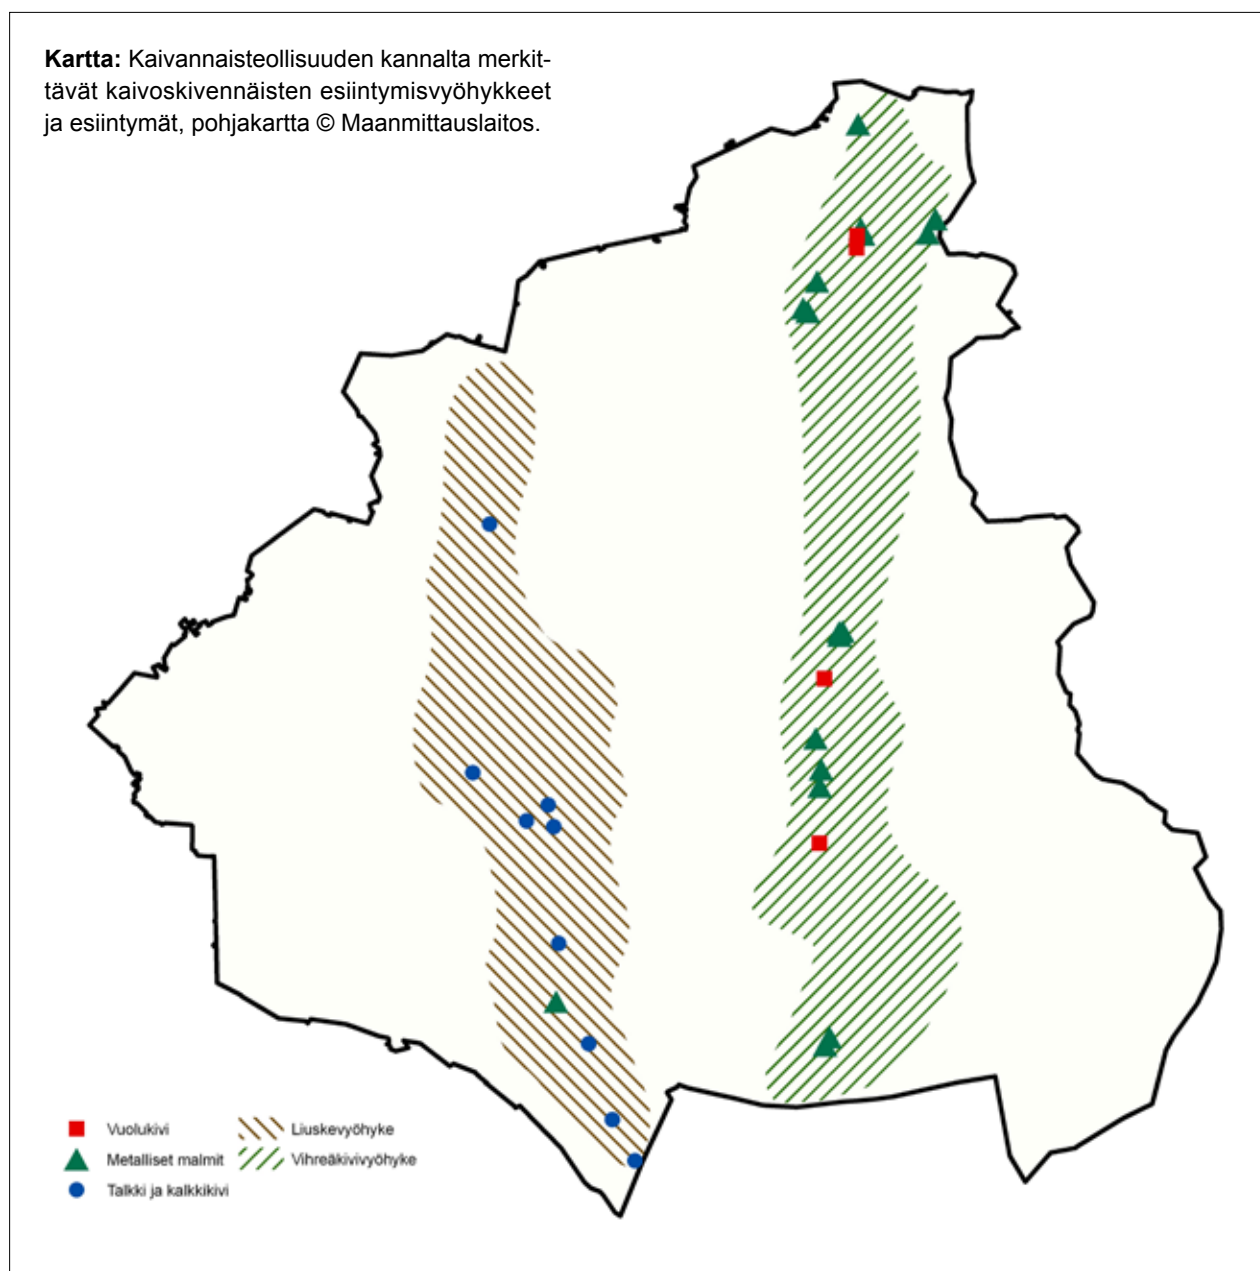 Kartta: Kaivannaisteollisuuden kannalta merkit-
tävät kaivoskivennäisten esiintymisvyöhykkeet
ja esiintymät, pohjakartta © Maanmittauslaitos.
Vuolukivi
Metalliset malmit
Talkki ja kalkkikivi
Liuskevyöhyke
Vihreäkivivyöhyke